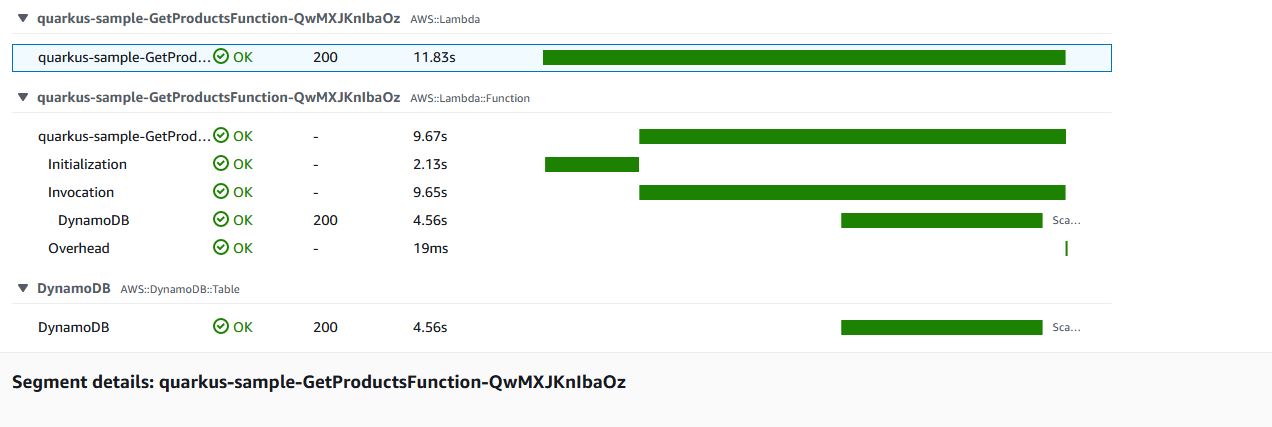 quarkus-sample-GetProductsFunction-QwMXJKnIbaOz AWS::Lambda
quarkus-sample-GetProd... OK 200 11.83s
quarkus-sample-GetProductsFunction-QwMXJKnIbaOz AWS::Lambda::Function
quarkus-sample-GetProd... OK - 9.67s
Initialization OK - 2.13s
Invocation OK - 9.65s
DynamoDB OK 200 4.56s Sca...
Overhead OK - 19ms
DynamoDB AWS::DynamoDB::Table
DynamoDB OK 200 4.56s Sca...
Segment details: quarkus-sample-GetProductsFunction-QwMXJKnIbaOz